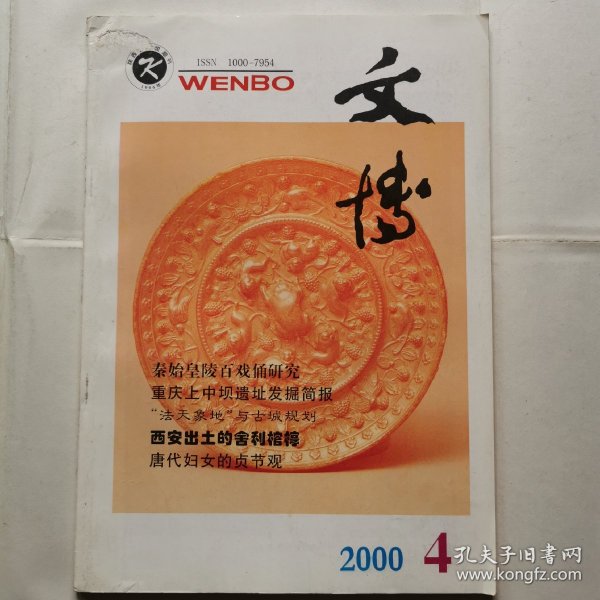 ISSN 1000-7954
WENBO
文博
秦始皇陵百戏俑研究
重庆上中坝遗址发掘简报
“法天象地”与古城规划
西安出土的舍利棺椁
唐代妇女的贞节观
2000 4
孔夫子旧书网
www.kongfz.com